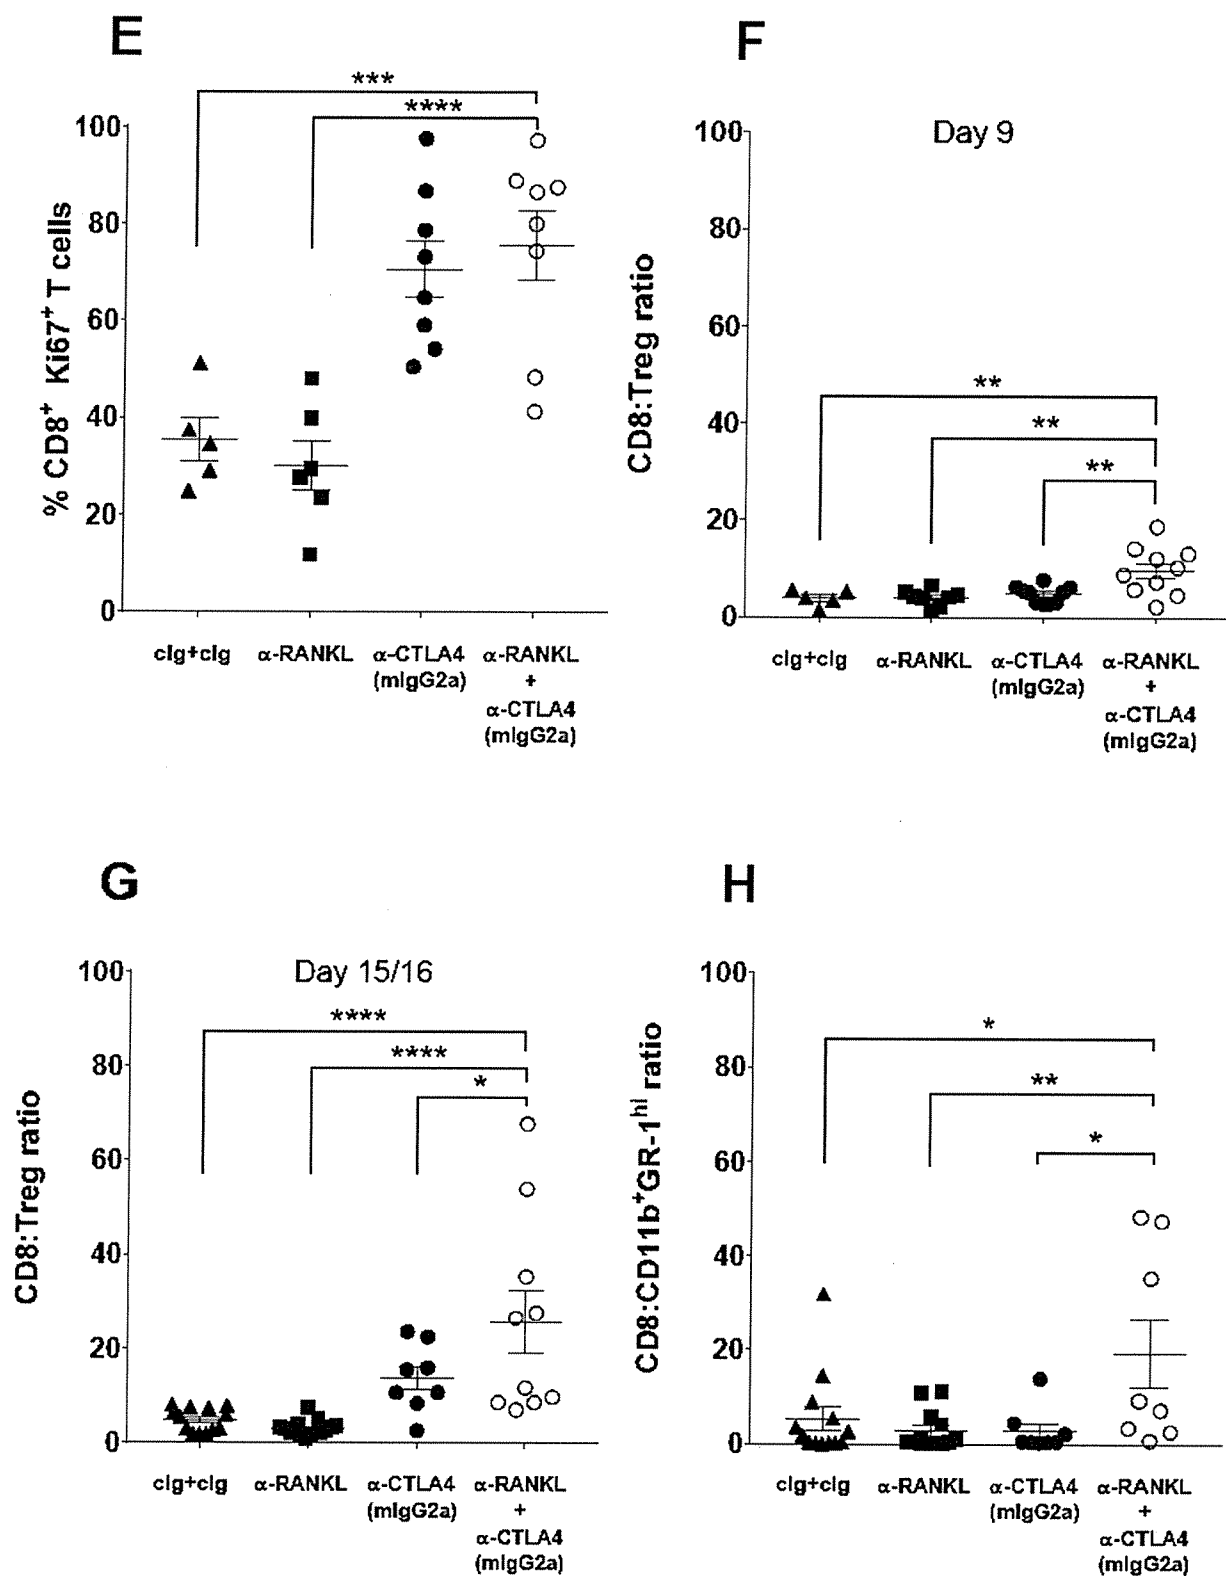 E
***
****
100
80
60
40
20
0
% CD8+ Ki67+ T cells
cIg+cIg
α-RANKL
α-CTLA4
(mIgG2a)
α-RANKL
+
α-CTLA4
(mIgG2a)
F
Day 9
**
**
**
100
80
60
40
20
0
CD8:Treg ratio
cIg+cIg
α-RANKL
α-CTLA4
(mIgG2a)
α-RANKL
+
α-CTLA4
(mIgG2a)
G
Day 15/16
****
****
*
100
80
60
40
20
0
CD8:Treg ratio
cIg+cIg
α-RANKL
α-CTLA4
(mIgG2a)
α-RANKL
+
α-CTLA4
(mIgG2a)
H
*
**
*
100
80
60
40
20
0
CD8:CD11b+GR-1hi ratio
cIg+cIg
α-RANKL
α-CTLA4
(mIgG2a)
α-RANKL
+
α-CTLA4
(mIgG2a)